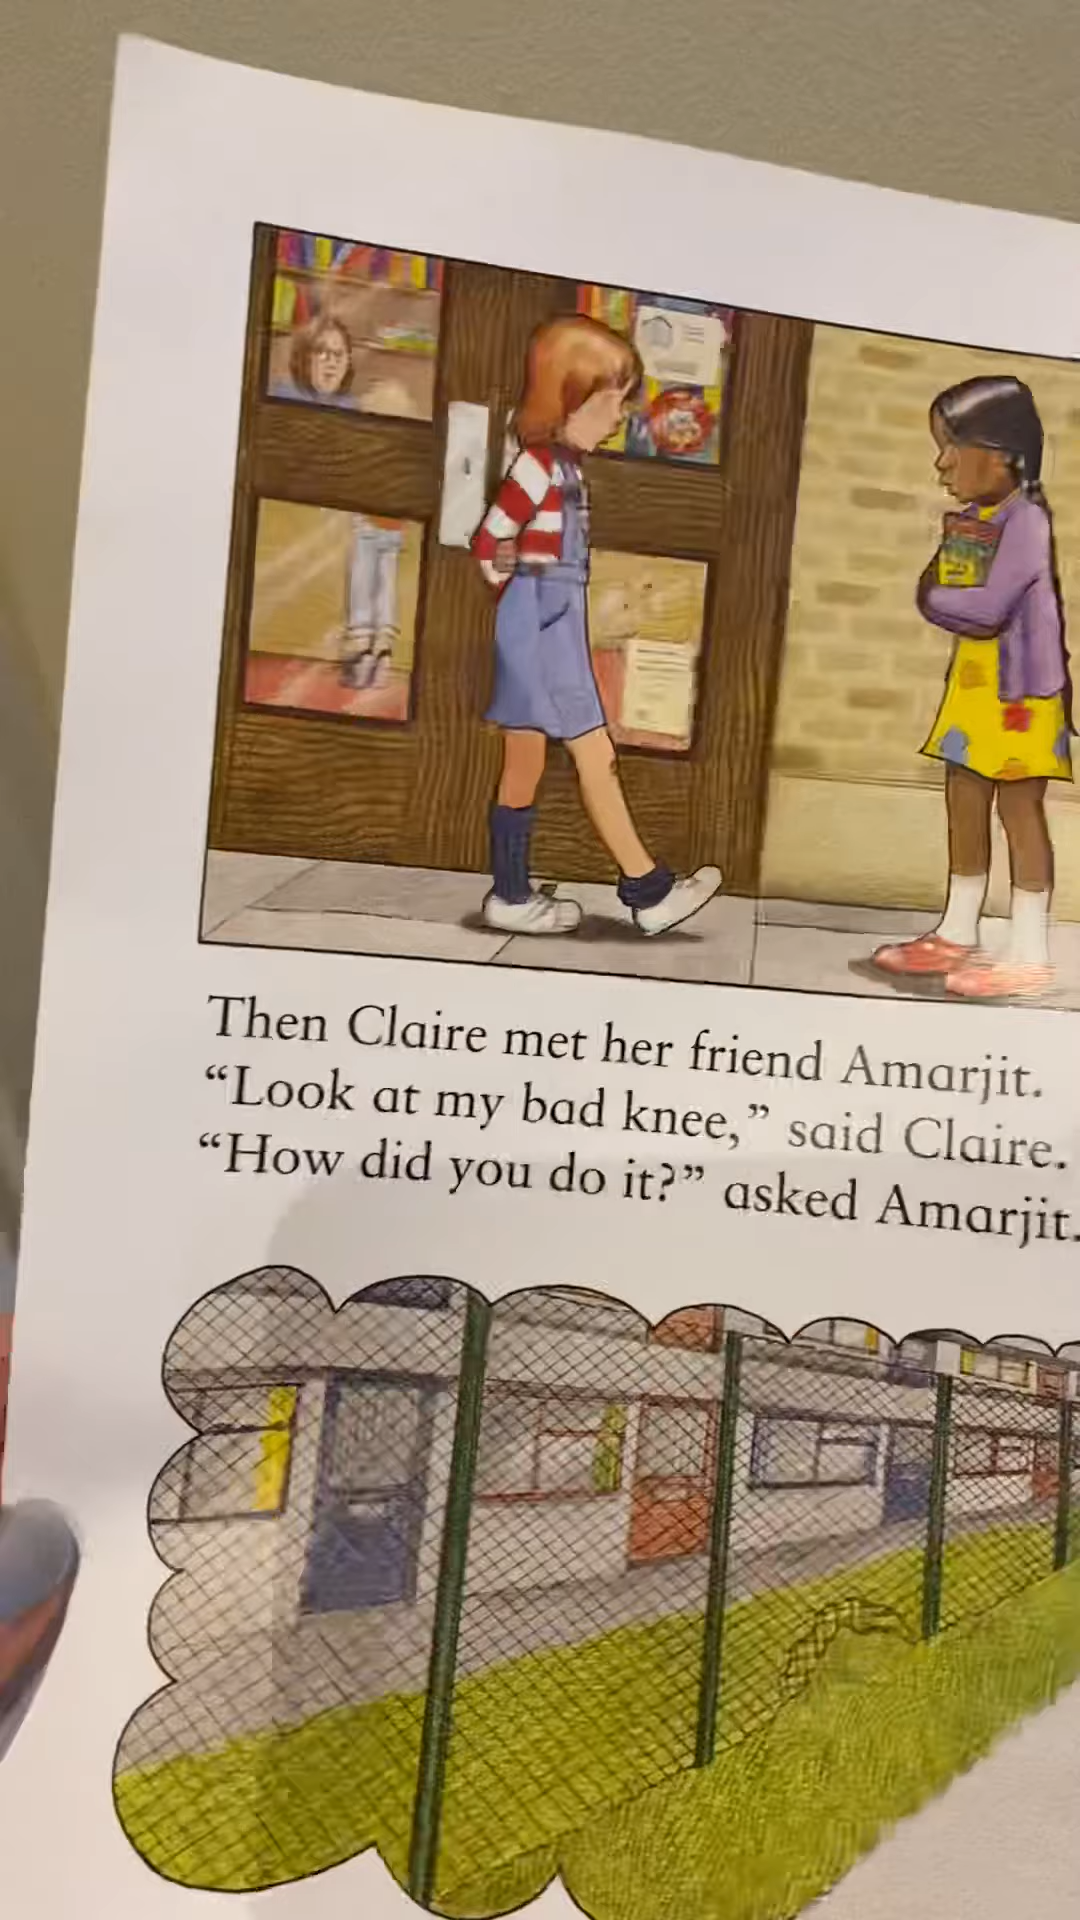 Then Claire met her friend Amarjit.
“Look at my bad knee,” said Claire.
“How did you do it?” asked Amarjit.